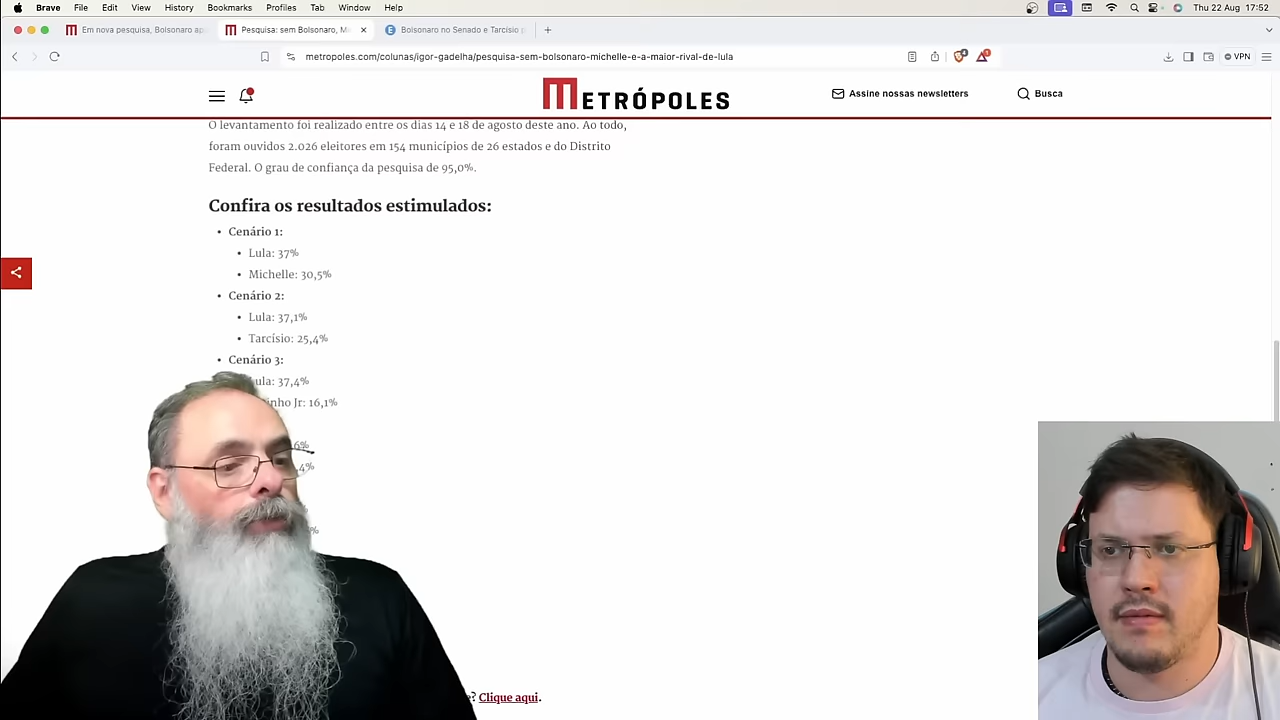 Brave File Edit View History Bookmarks Profiles Tab Window Help Thu 22 Aug 17:52
Em nova pesquisa, Bolsonaro ap Pesquisa: sem Bolsonaro, M Bolsonaro no Senado e Tarcísio p
metropoles.com/colunas/igor-gadelha/pesquisa-sem-bolsonaro-michelle-e-a-maior-rival-de-lula VPN
METRÓPOLES Assine nossas newsletters Busca
O levantamento foi realizado entre os dias 14 e 18 de agosto deste ano. Ao todo,
foram ouvidos 2.026 eleitores em 154 municípios de 26 estados e do Distrito
Federal. O grau de confiança da pesquisa de 95,0%.
Confira os resultados estimulados:
Cenário 1:
Lula: 37%
Michelle: 30,5%
Cenário 2:
Lula: 37,1%
Tarcísio: 25,4%
Cenário 3:
ula: 37,4%
inho Jr: 16,1%
6%
,4%
%
? Clique aqui.